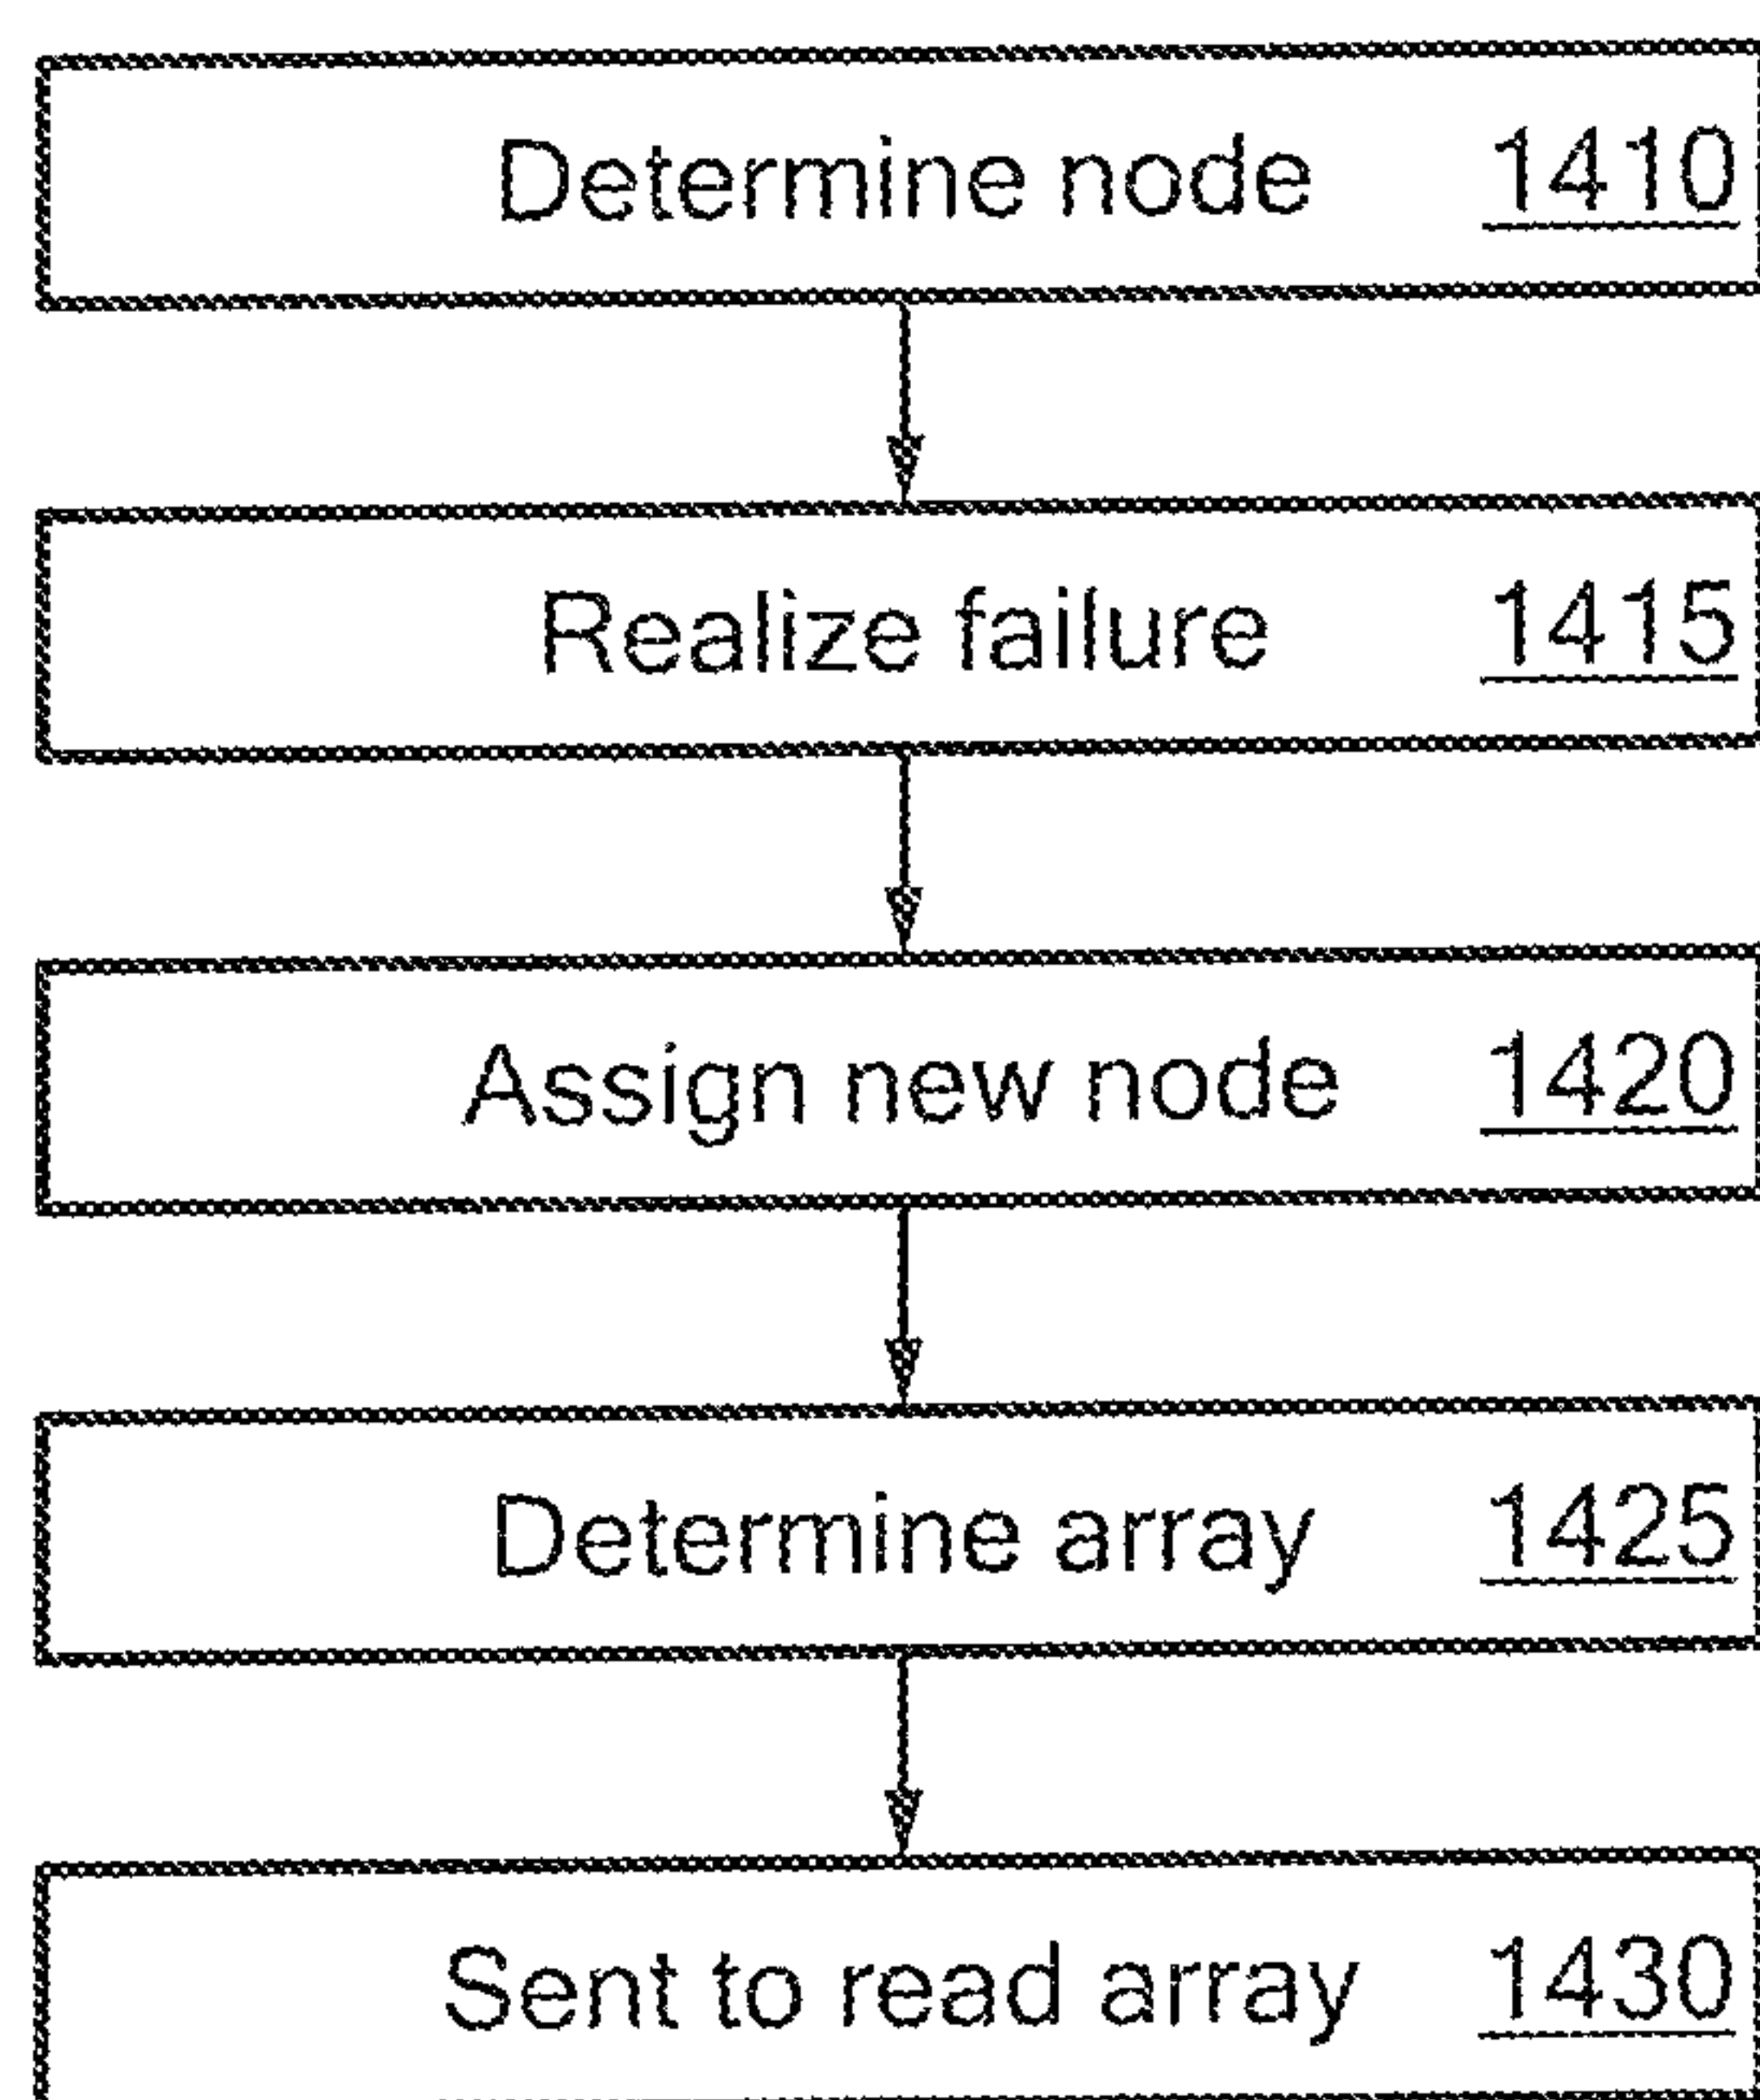 Determine node 1410
Realize failure 1415
Assign new node 1420
Determine array 1425
Sent to read array 1430